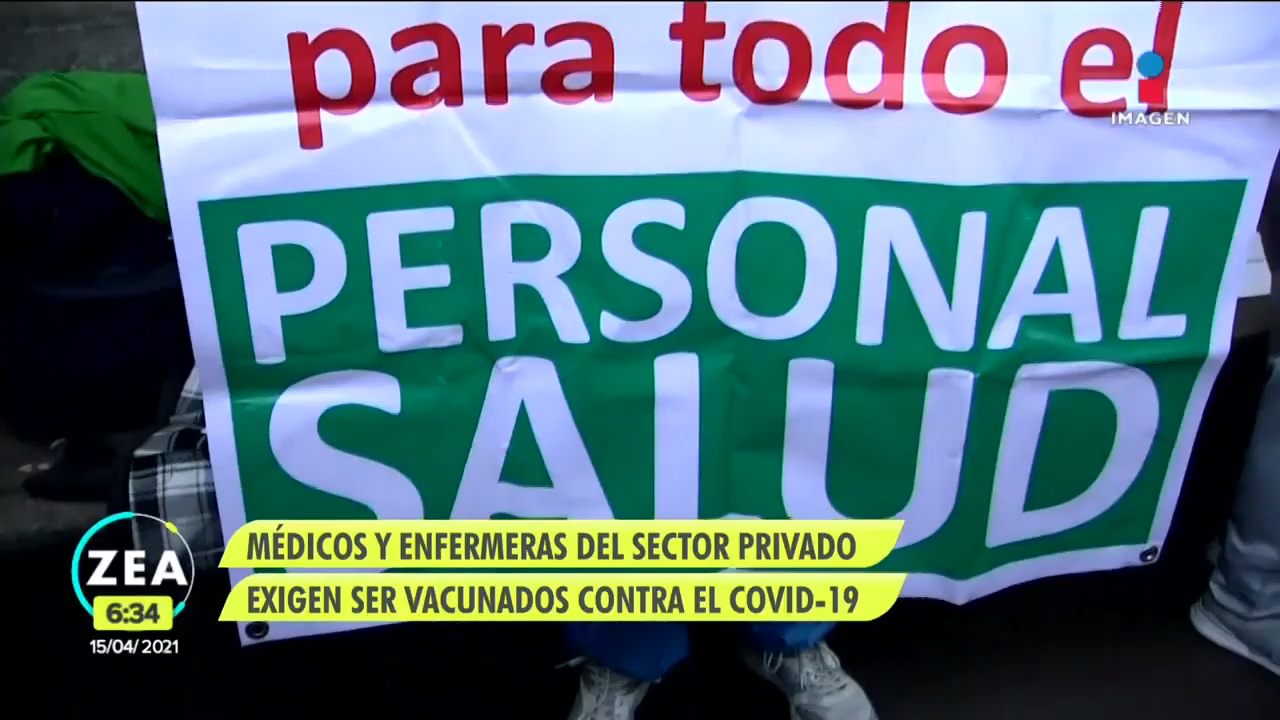 para todo el
IMAGEN
PERSONAL
SALUD
MÉDICOS Y ENFERMERAS DEL SECTOR PRIVADO
EXIGEN SER VACUNADOS CONTRA EL COVID-19
ZEA
6:34
15/04/2021